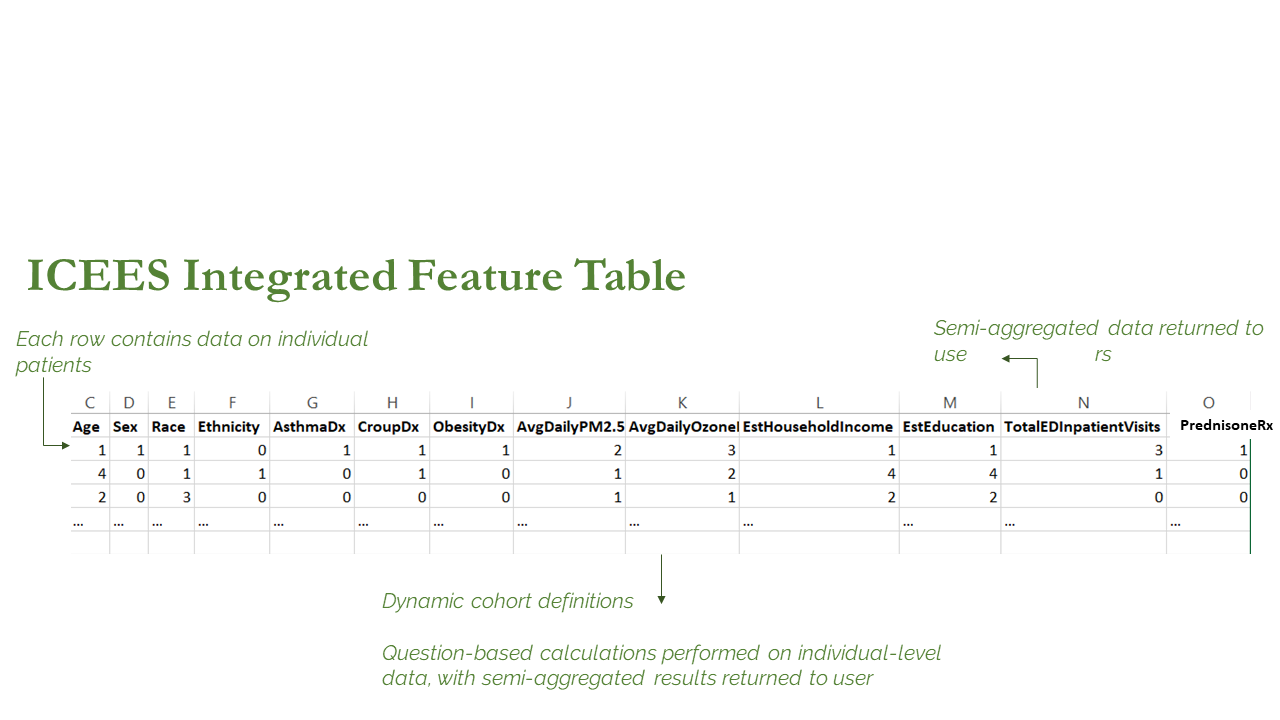 ICEES Integrated Feature Table
Each row contains data on individual
patients
Semi-aggregated data returned to
use rs
C D E F G H I J K L M N O
Age Sex Race Ethnicity AsthmaDx CroupDx ObesityDx AvgDailyPM2.5 AvgDailyOzone EstHouseholdIncome EstEducation TotalEDInpatientVisits PrednisoneRx
1 1 1 0 1 1 1 2 3 1 1 3 1
4 0 1 1 0 1 0 1 2 4 4 1 0
2 0 3 0 0 0 0 1 1 2 2 0 0
... ... ... ... ... ... ... ... ... ... ... ... ...
Dynamic cohort definitions
Question-based calculations performed on individual-level
data, with semi-aggregated results returned to user